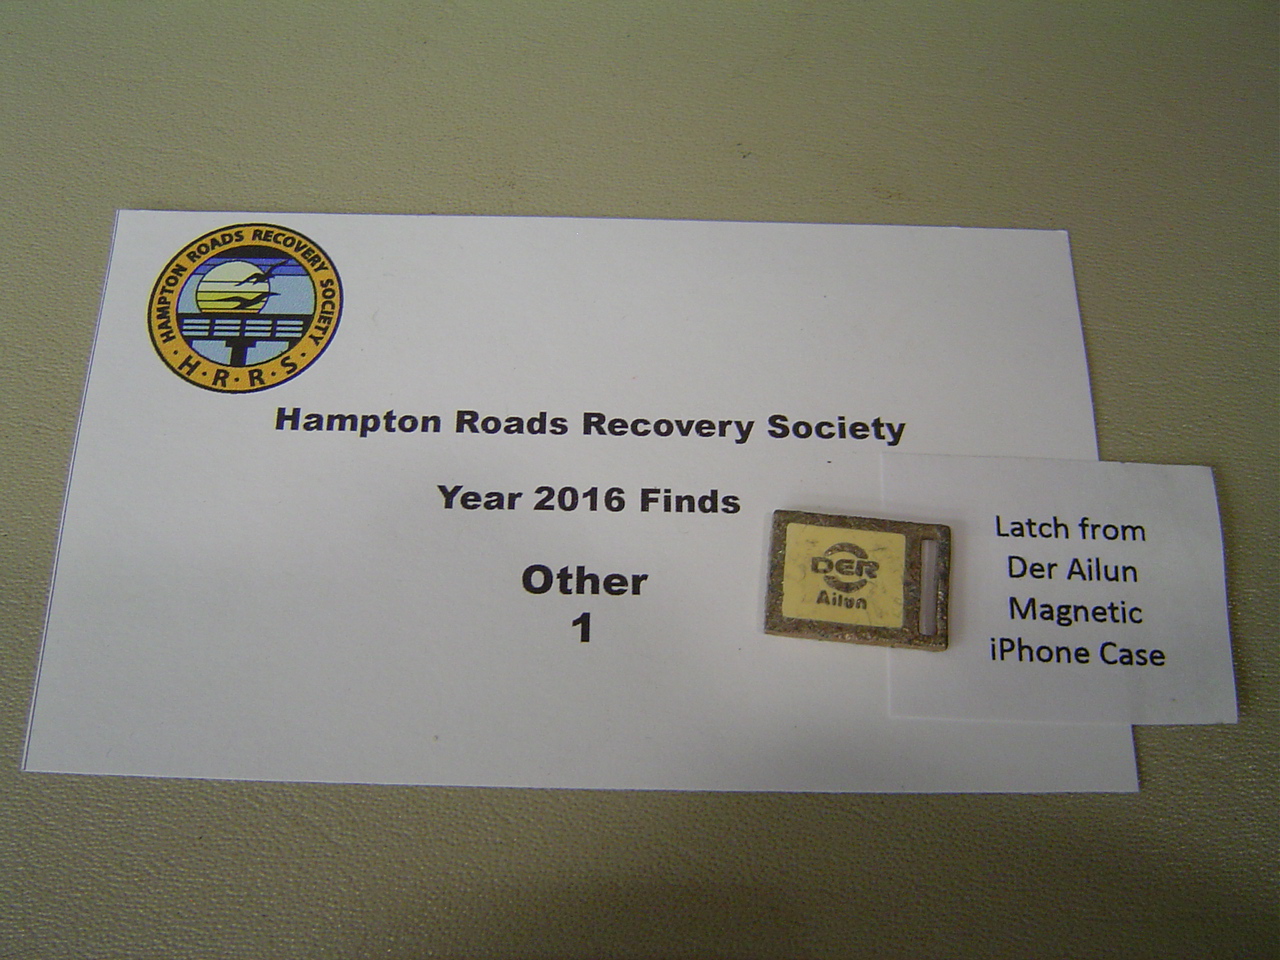 HAMPTON ROADS RECOVERY SOCIETY
· H · R · R · S ·
Hampton Roads Recovery Society
Year 2016 Finds
Other
1
DER
Ailun
Latch from
Der Ailun
Magnetic
iPhone Case